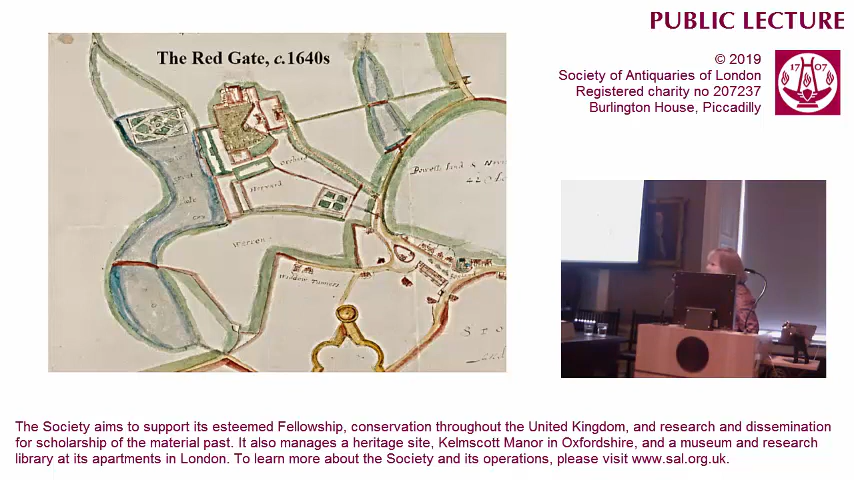 PUBLIC LECTURE
The Red Gate, c.1640s
© 2019
Society of Antiquaries of London
Registered charity no 207237
Burlington House, Piccadilly
17 07
orchard
Warren
The Society aims to support its esteemed Fellowship, conservation throughout the United Kingdom, and research and dissemination
for scholarship of the material past. It also manages a heritage site, Kelmscott Manor in Oxfordshire, and a museum and research
library at its apartments in London. To learn more about the Society and its operations, please visit www.sal.org.uk.